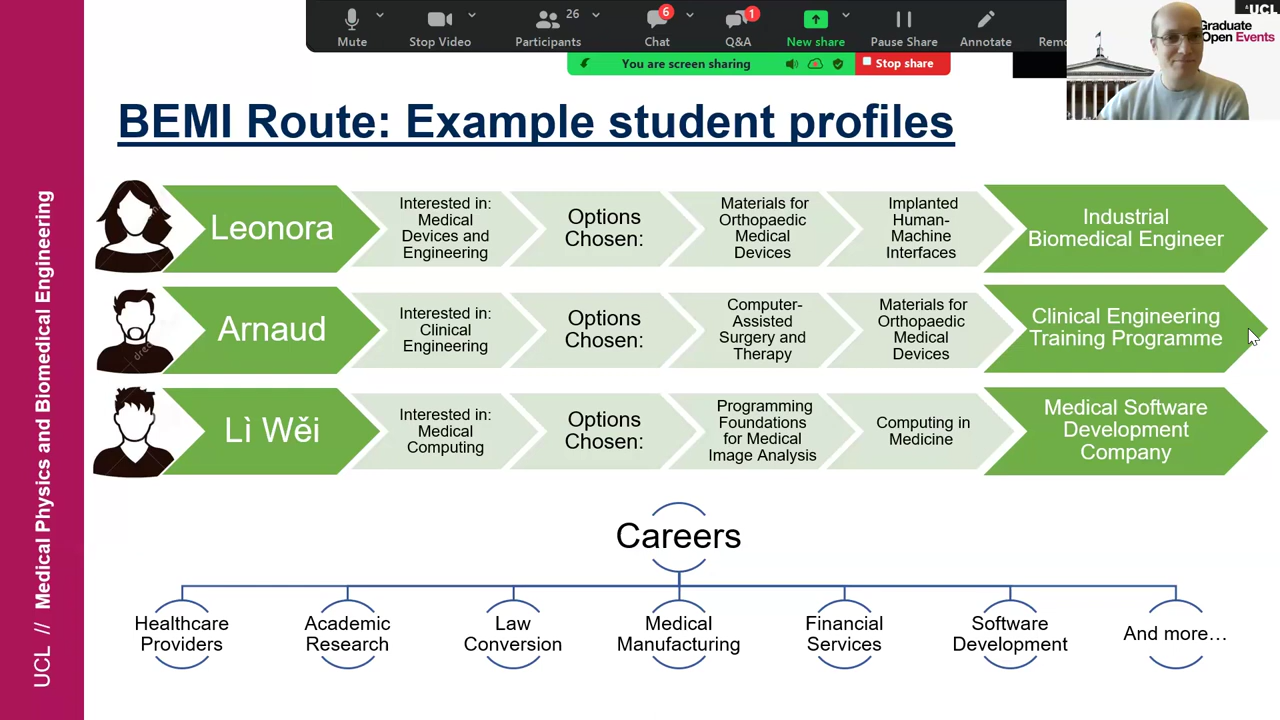 Mute
Stop Video
26
Participants
6
Chat
1
Q&A
New share
Pause Share
Annotate
You are screen sharing
Stop share
UCL
Graduate
Open Events
BEMI Route: Example student profiles
UCL // Medical Physics and Biomedical Engineering
Leonora
Interested in:
Medical
Devices and
Engineering
Options
Chosen:
Materials for
Orthopaedic
Medical
Devices
Implanted
Human-
Machine
Interfaces
Industrial
Biomedical Engineer
Arnaud
Interested in:
Clinical
Engineering
Options
Chosen:
Computer-
Assisted
Surgery and
Therapy
Materials for
Orthopaedic
Medical
Devices
Clinical Engineering
Training Programme
Lì Wěi
Interested in:
Medical
Computing
Options
Chosen:
Programming
Foundations
for Medical
Image Analysis
Computing in
Medicine
Medical Software
Development
Company
Careers
Healthcare
Providers
Academic
Research
Law
Conversion
Medical
Manufacturing
Financial
Services
Software
Development
And more…